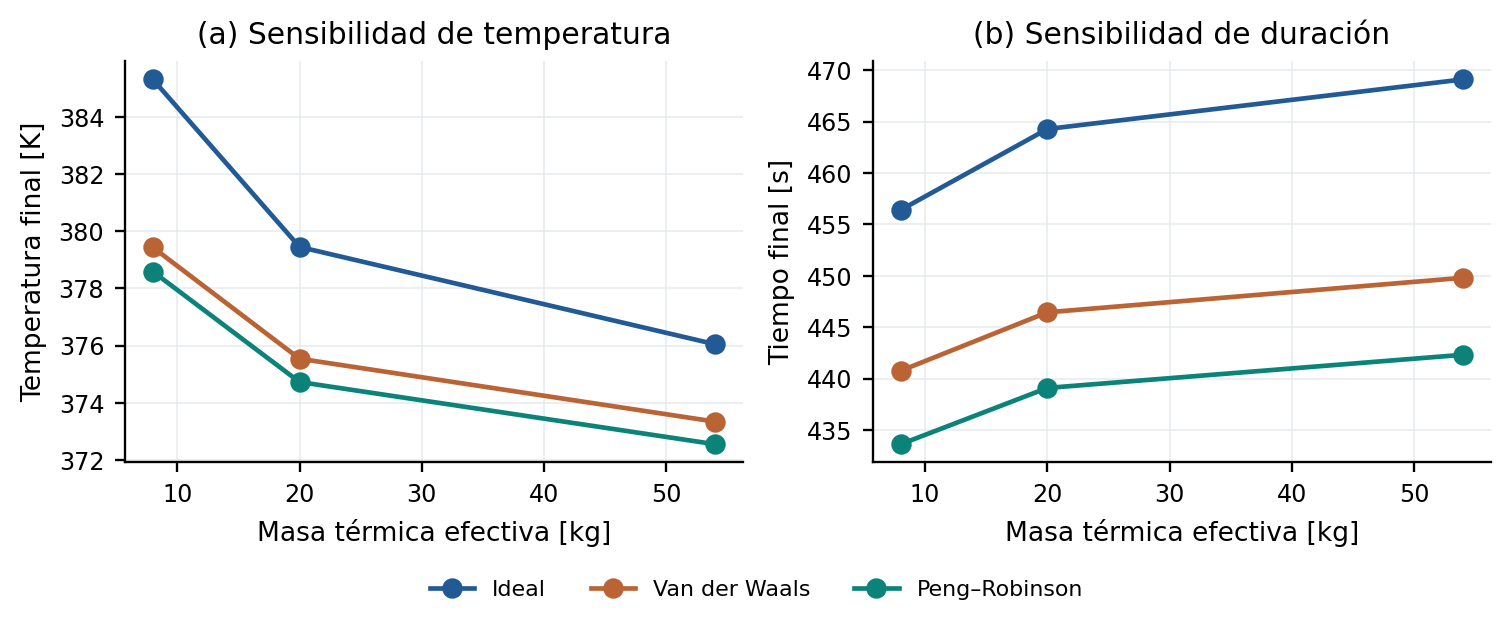 (a) Sensibilidad de temperatura
Temperatura final [K]
384
382
380
378
376
374
372
10 20 30 40 50
Masa térmica efectiva [kg]
(b) Sensibilidad de duración
Tiempo final [s]
470
465
460
455
450
445
440
435
10 20 30 40 50
Masa térmica efectiva [kg]
Ideal Van der Waals Peng–Robinson